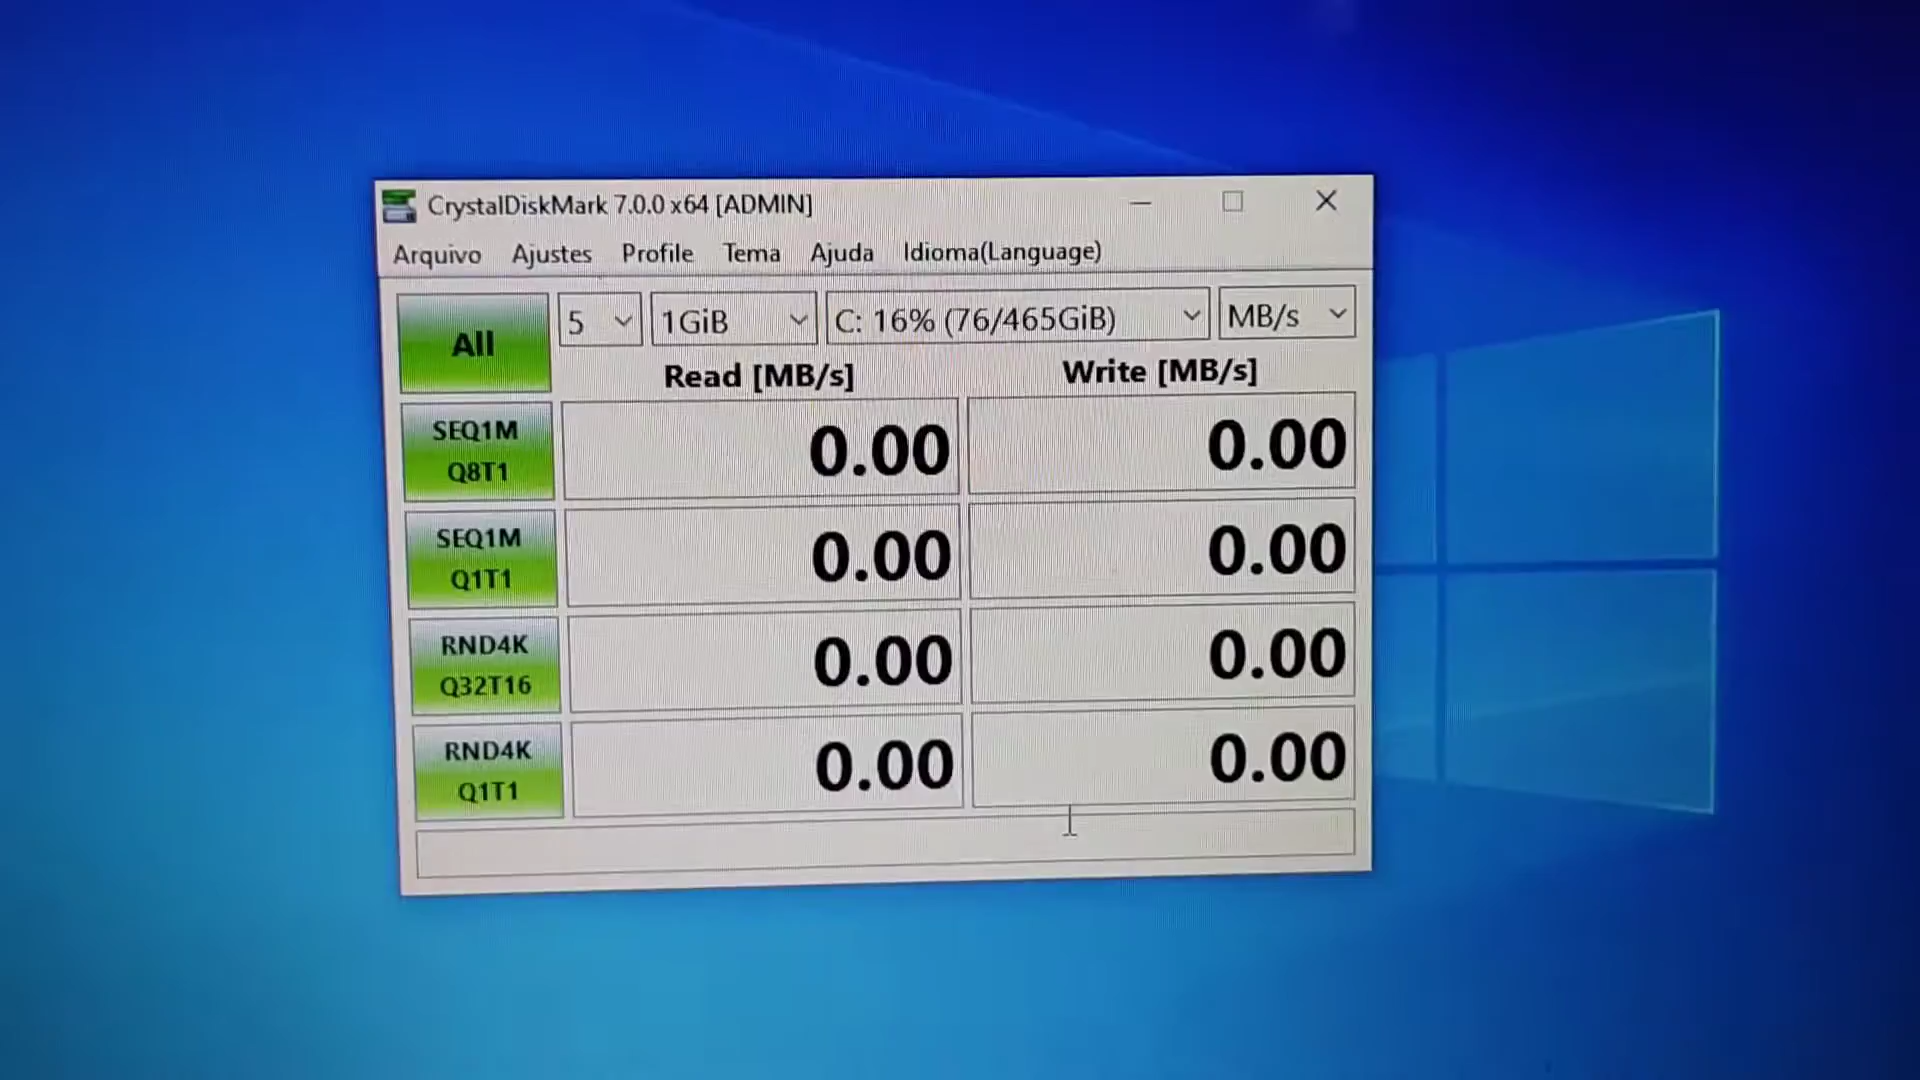 CrystalDiskMark 7.0.0 x64 [ADMIN]
Arquivo Ajustes Profile Tema Ajuda Idioma(Language)
All 5 1GiB C: 16% (76/465GiB) MB/s
Read [MB/s] Write [MB/s]
SEQ1M
Q8T1
0.00 0.00
SEQ1M
Q1T1
0.00 0.00
RND4K
Q32T16
0.00 0.00
RND4K
Q1T1
0.00 0.00